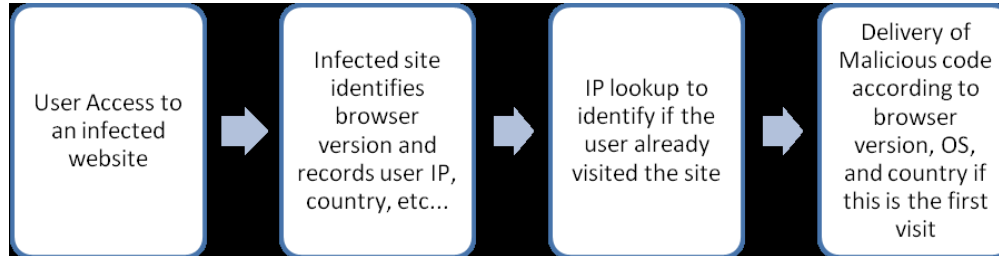 User Access to
an infected
website
Infected site
identifies
browser
version and
records user IP,
country, etc...
IP lookup to
identify if the
user already
visited the site
Delivery of
Malicious code
according to
browser
version, OS,
and country if
this is the first
visit